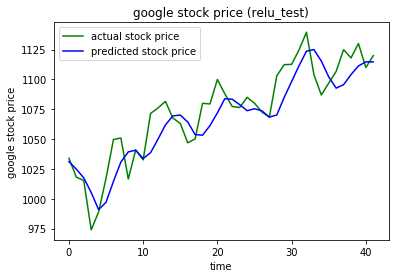 google stock price (relu_test)
actual stock price
predicted stock price
google stock price
1125
1100
1075
1050
1025
1000
975
0 10 20 30 40
time